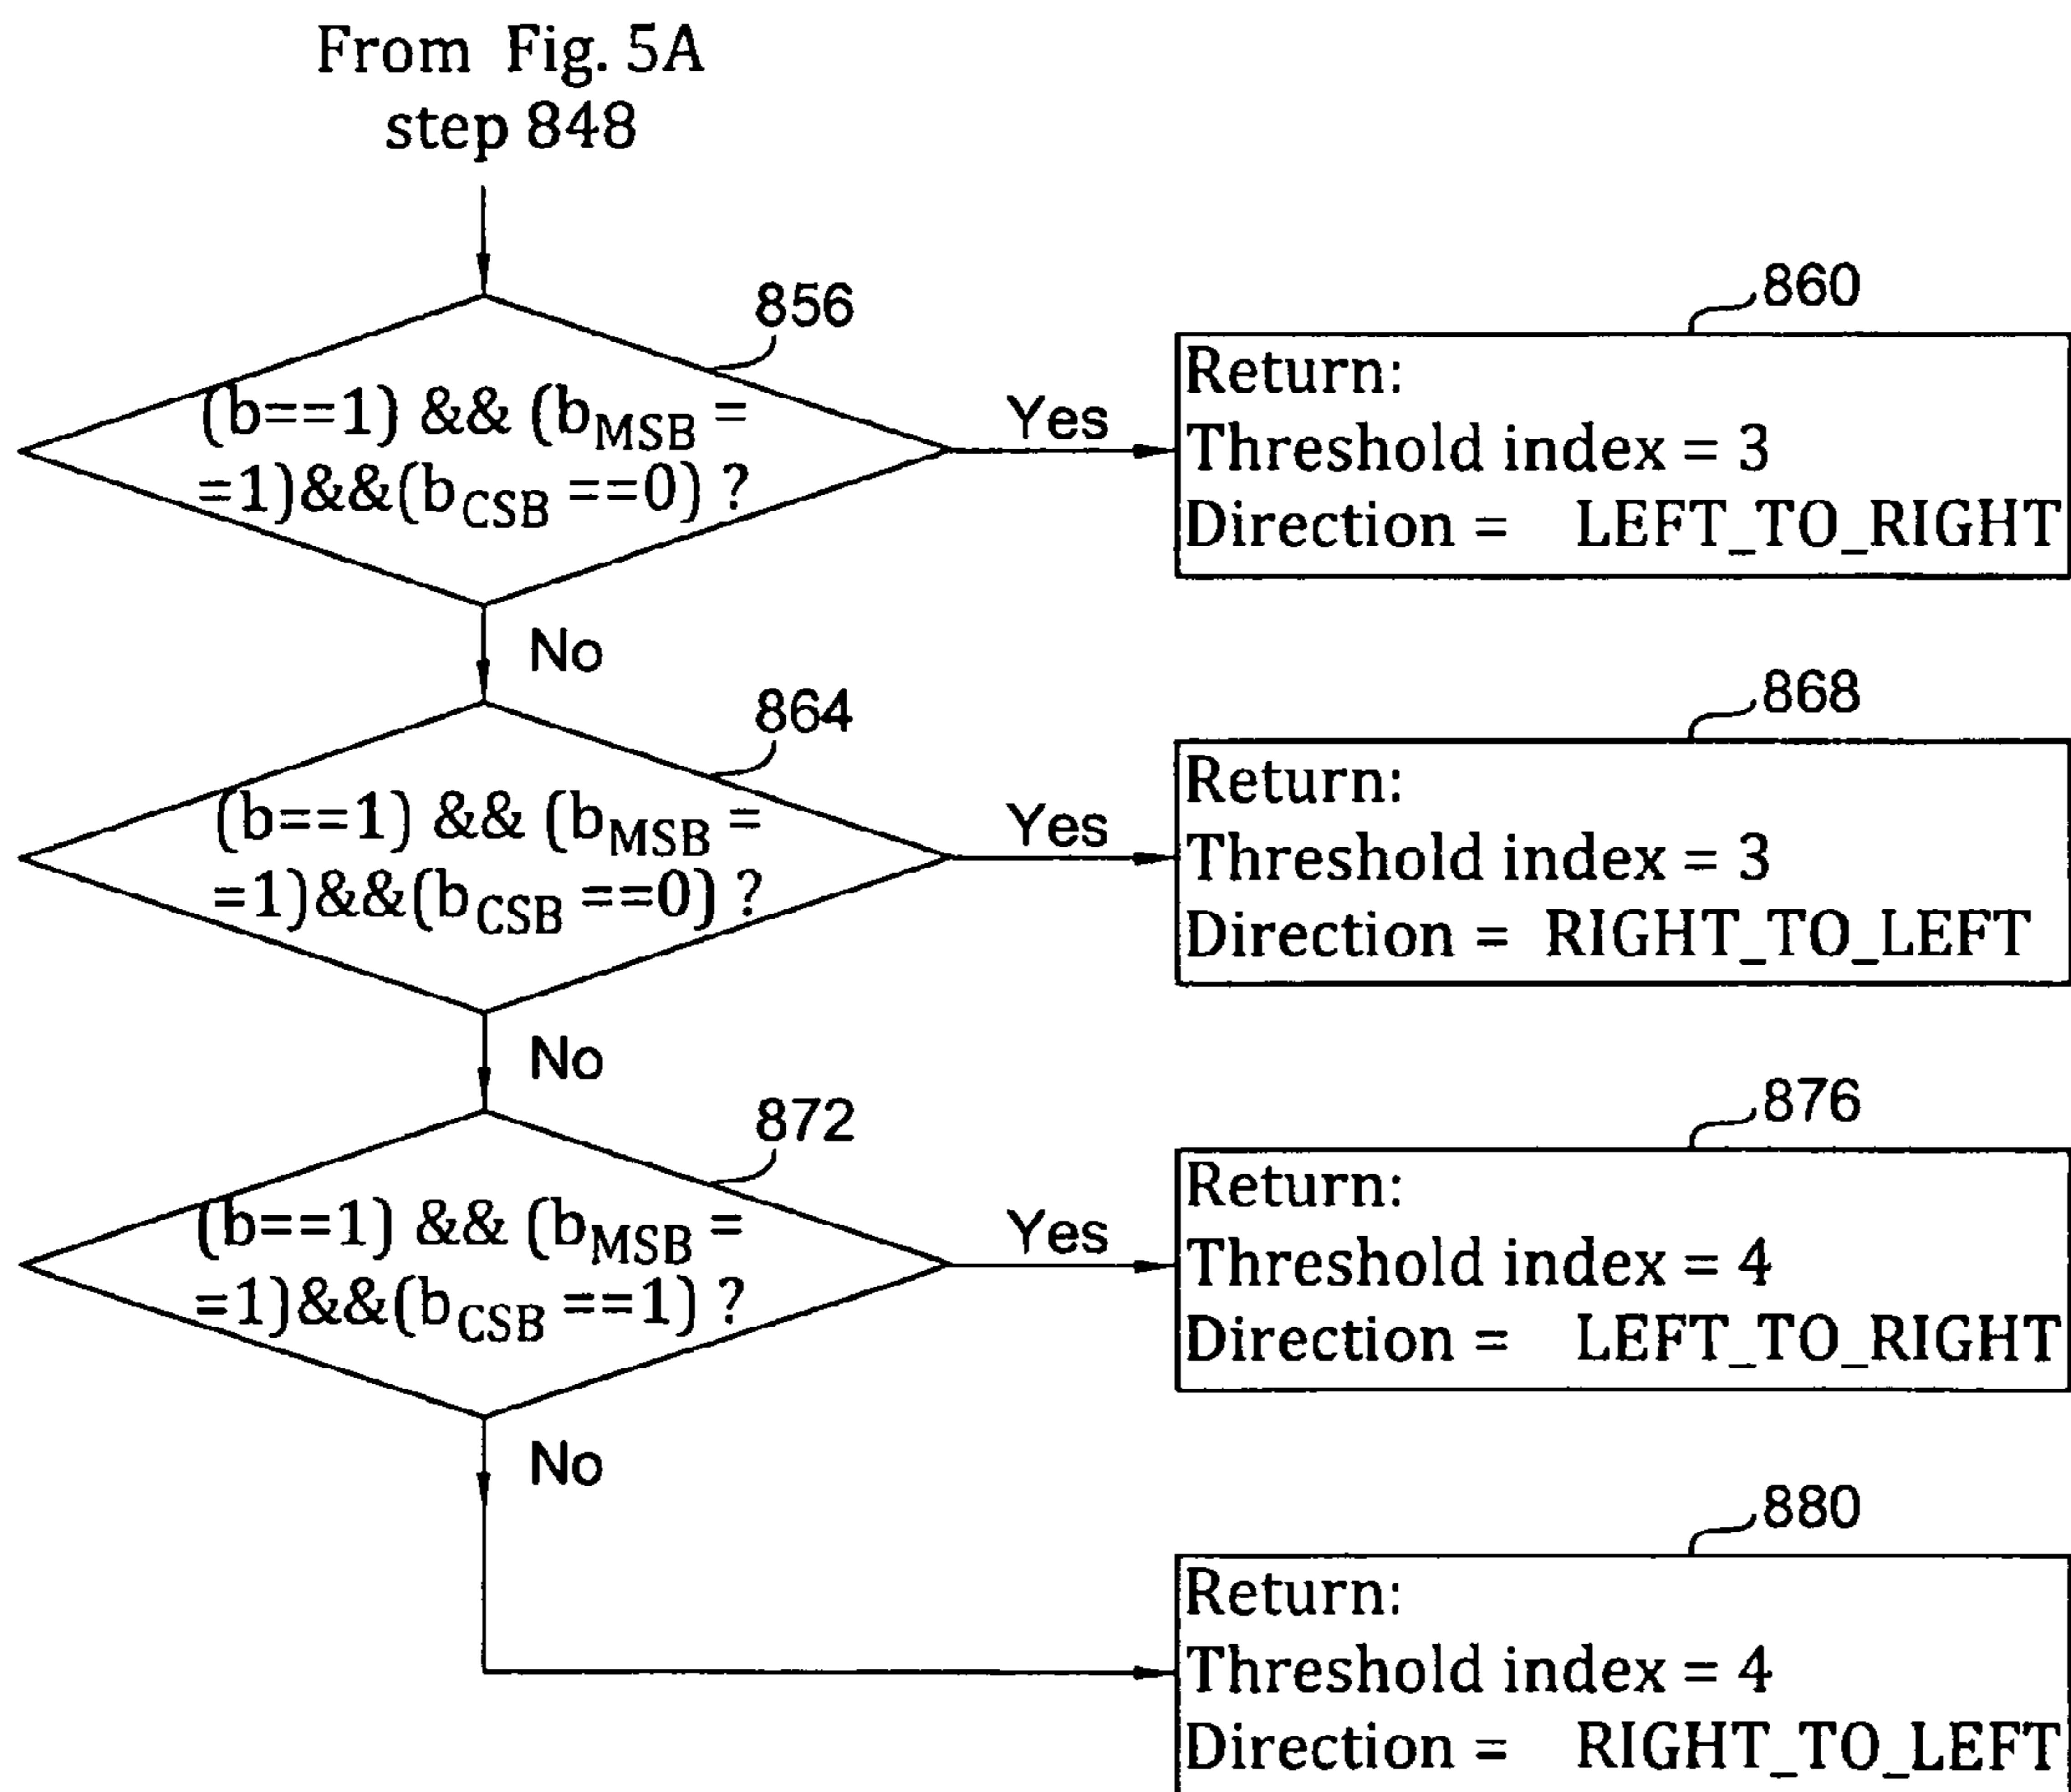 From Fig. 5A
step 848
856
(b==1) && (bMSB =
=1)&&(bCSB ==0) ?
Yes
860
Return:
Threshold index = 3
Direction = LEFT_TO_RIGHT
No
864
(b==1) && (bMSB =
=1)&&(bCSB ==0) ?
Yes
868
Return:
Threshold index = 3
Direction = RIGHT_TO_LEFT
No
872
(b==1) && (bMSB =
=1)&&(bCSB ==1) ?
Yes
876
Return:
Threshold index = 4
Direction = LEFT_TO_RIGHT
No
880
Return:
Threshold index = 4
Direction = RIGHT_TO_LEFT